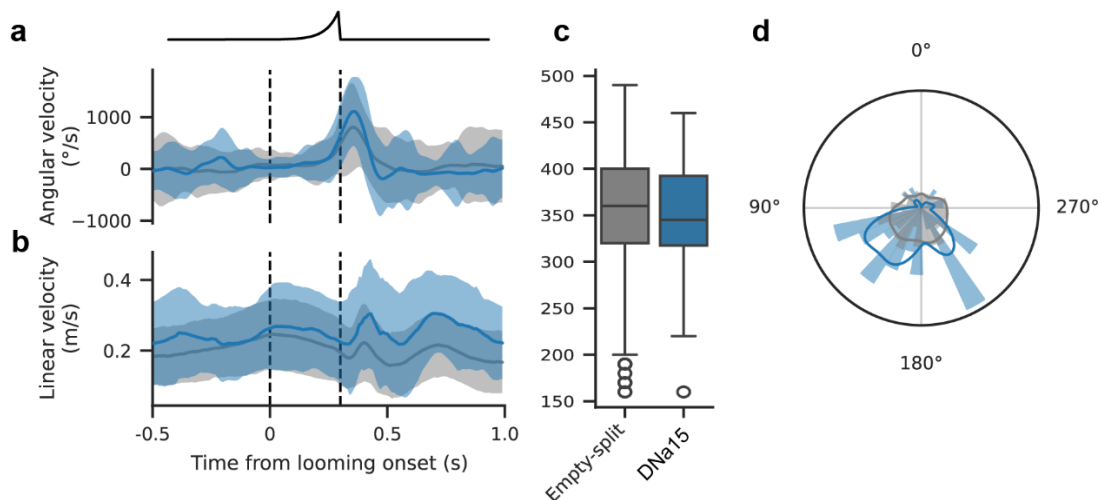 a
Angular velocity
(°/s)
1000
0
−1000
b
Linear velocity
(m/s)
0.4
0.2
-0.5
0
0.5
1.0
Time from looming onset (s)
c
500
450
400
350
300
250
200
150
Empty-split
DNa15
d
0°
90°
270°
180°